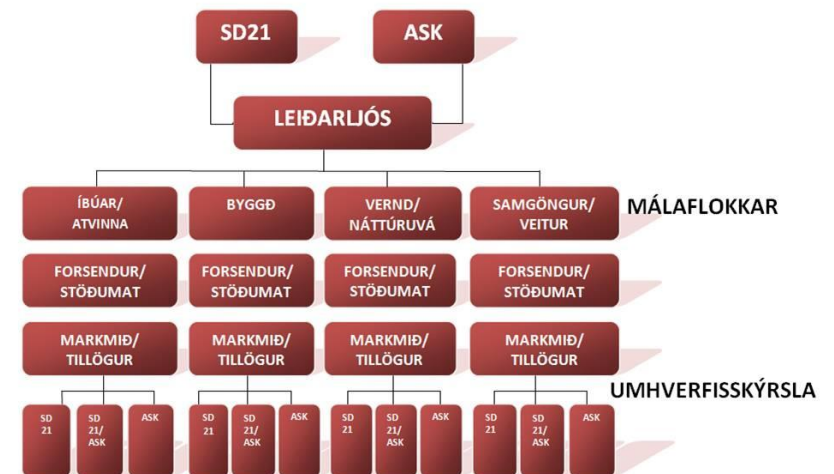 SD21
ASK
LEIÐARLJÓS
ÍBÚAR/
ATVINNA
BYGGÐ
VERND/
NÁTTÚRUVÁ
SAMGÖNGUR/
VEITUR
MÁLAFLOKKAR
FORSENDUR/
STÖÐUMAT
FORSENDUR/
STÖÐUMAT
FORSENDUR/
STÖÐUMAT
FORSENDUR/
STÖÐUMAT
MARKMIÐ/
TILLÖGUR
MARKMIÐ/
TILLÖGUR
MARKMIÐ/
TILLÖGUR
MARKMIÐ/
TILLÖGUR
UMHVERFISSKÝRSLA
SD
21
SD
21/
ASK
ASK
SD
21
SD
21/
ASK
ASK
SD
21
SD
21/
ASK
ASK
SD
21
SD
21/
ASK
ASK